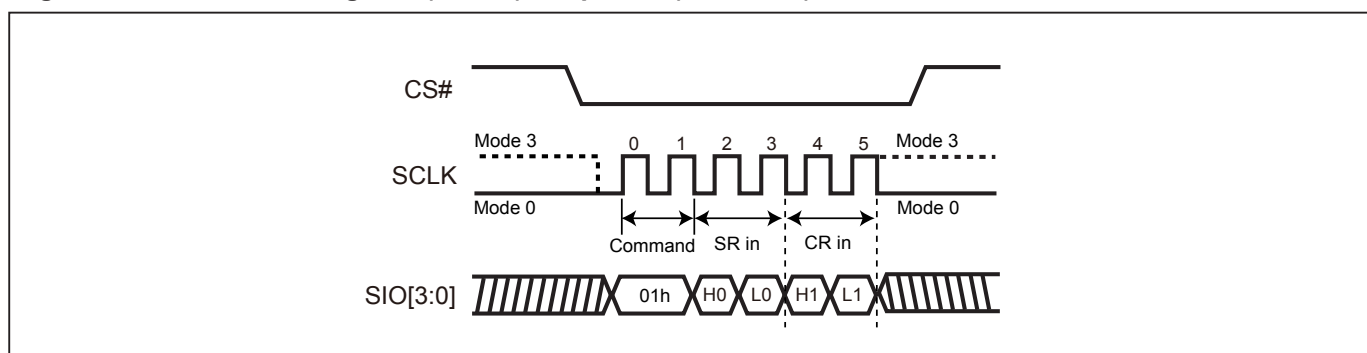 CS#
Mode 3
0 1 2 3 4 5
Mode 3
SCLK
Mode 0
Mode 0
Command
SR in
CR in
SIO[3:0]
01h
H0
L0
H1
L1